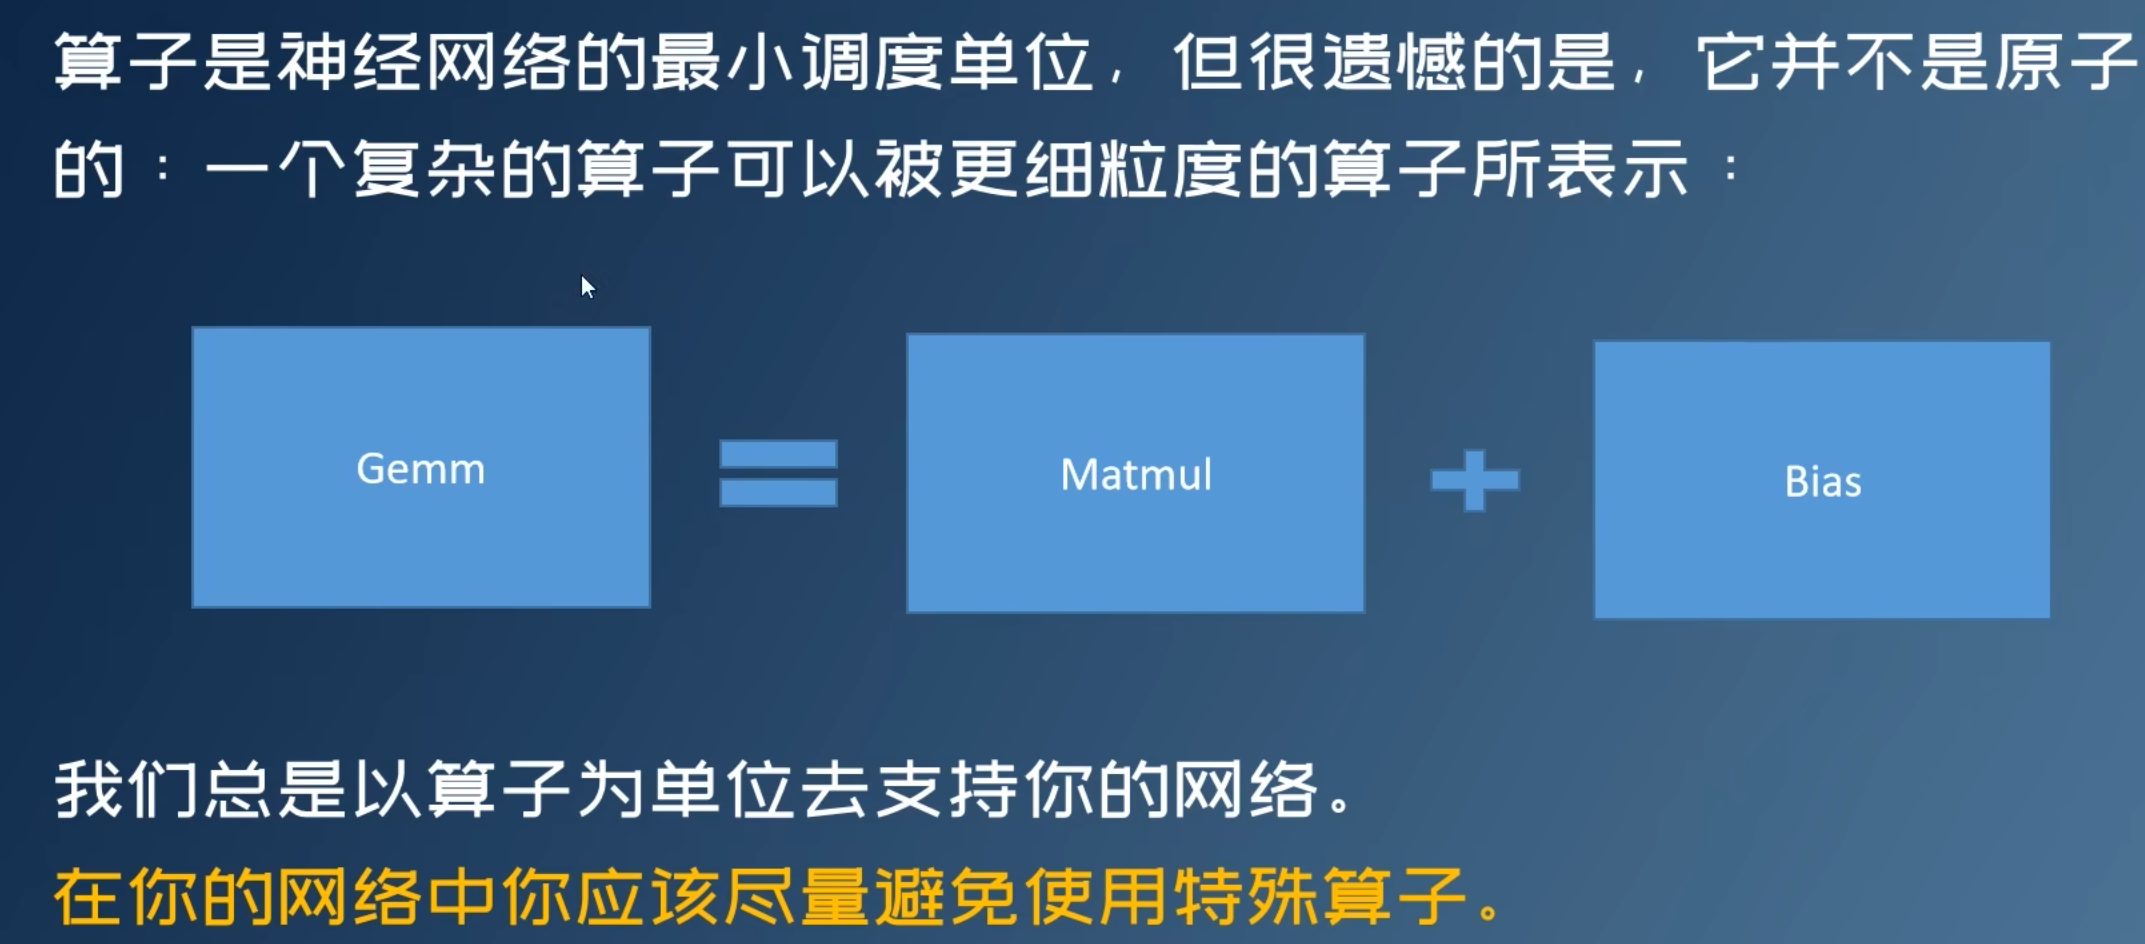 算子是神经网络的最小调度单位，但很遗憾的是，它并不是原子
的：一个复杂的算子可以被更细粒度的算子所表示：
Gemm
Matmul
Bias
我们总是以算子为单位去支持你的网络。
在你的网络中你应该尽量避免使用特殊算子。